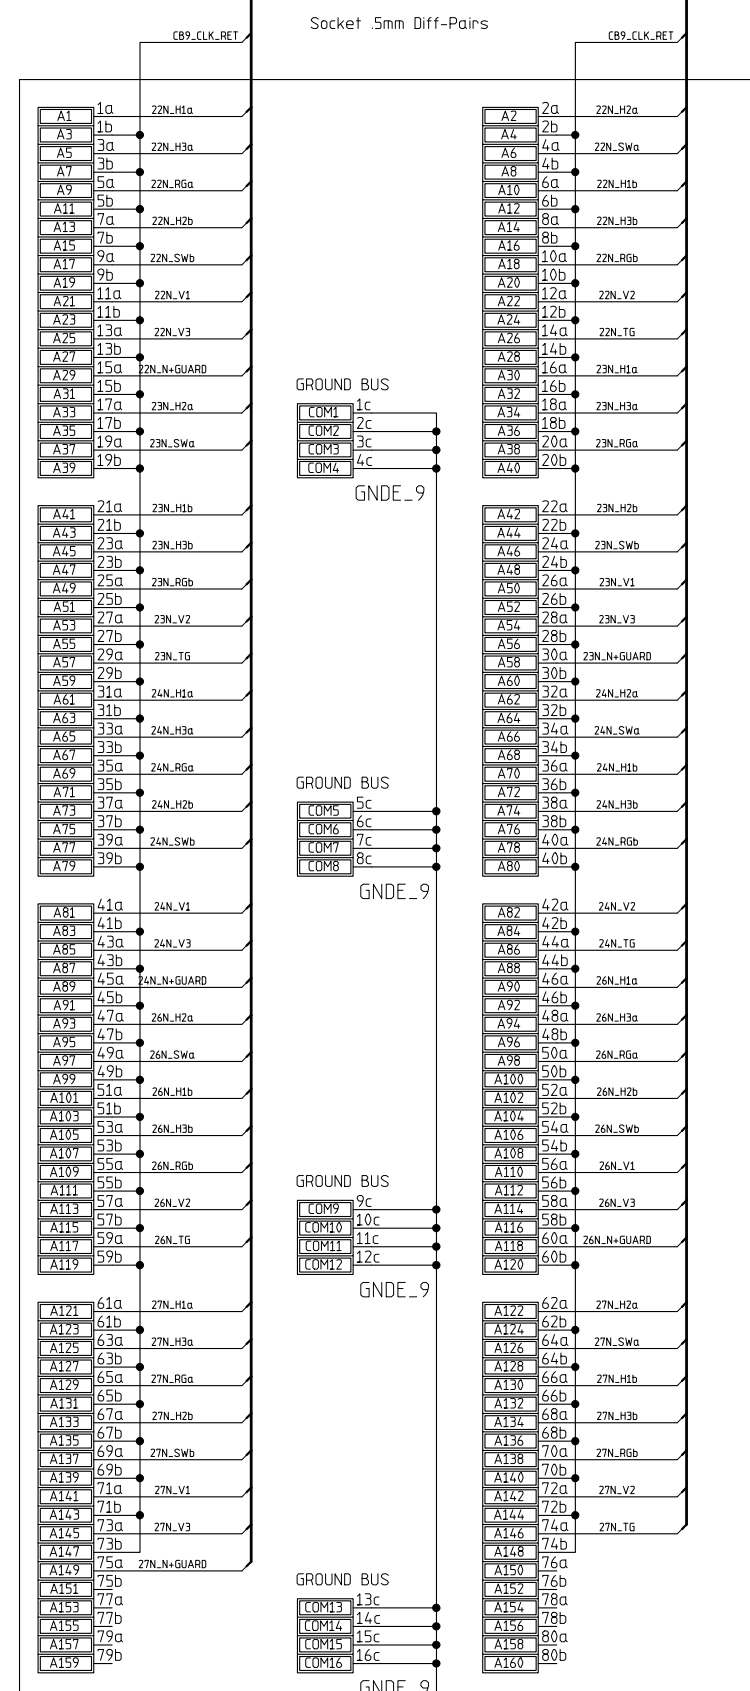 Socket .5mm Diff-Pairs
CB9_CLK_RET
CB9_CLK_RET
A1 1a 22N_H1a
A3 1b
A5 3a 22N_H3a
A7 3b
A9 5a 22N_RGa
A11 5b
A13 7a 22N_H2b
A15 7b
A17 9a 22N_SWb
A19 9b
A21 11a 22N_V1
A23 11b
A25 13a 22N_V3
A27 13b
A29 15a 22N_N+GUARD
A31 15b
A33 17a 23N_H2a
A35 17b
A37 19a 23N_SWa
A39 19b
A41 21a 23N_H1b
A43 21b
A45 23a 23N_H3b
A47 23b
A49 25a 23N_RGb
A51 25b
A53 27a 23N_V2
A55 27b
A57 29a 23N_TG
A59 29b
A61 31a 24N_H1a
A63 31b
A65 33a 24N_H3a
A67 33b
A69 35a 24N_RGa
A71 35b
A73 37a 24N_H2b
A75 37b
A77 39a 24N_SWb
A79 39b
A81 41a 24N_V1
A83 41b
A85 43a 24N_V3
A87 43b
A89 45a 24N_N+GUARD
A91 45b
A93 47a 26N_H2a
A95 47b
A97 49a 26N_SWa
A99 49b
A101 51a 26N_H1b
A103 51b
A105 53a 26N_H3b
A107 53b
A109 55a 26N_RGb
A111 55b
A113 57a 26N_V2
A115 57b
A117 59a 26N_TG
A119 59b
A121 61a 27N_H1a
A123 61b
A125 63a 27N_H3a
A127 63b
A129 65a 27N_RGa
A131 65b
A133 67a 27N_H2b
A135 67b
A137 69a 27N_SWb
A139 69b
A141 71a 27N_V1
A143 71b
A145 73a 27N_V3
A147 73b
A149 75a 27N_N+GUARD
A151 75b
A153 77a
A155 77b
A157 79a
A159 79b
GROUND BUS
COM1 1c
COM2 2c
COM3 3c
COM4 4c
GNDE_9
GROUND BUS
COM5 5c
COM6 6c
COM7 7c
COM8 8c
GNDE_9
GROUND BUS
COM9 9c
COM10 10c
COM11 11c
COM12 12c
GNDE_9
GROUND BUS
COM13 13c
COM14 14c
COM15 15c
COM16 16c
GNDE_9
A2 2a 22N_H2a
A4 2b
A6 4a 22N_SWa
A8 4b
A10 6a 22N_H1b
A12 6b
A14 8a 22N_H3b
A16 8b
A18 10a 22N_RGb
A20 10b
A22 12a 22N_V2
A24 12b
A26 14a 22N_TG
A28 14b
A30 16a 23N_H1a
A32 16b
A34 18a 23N_H3a
A36 18b
A38 20a 23N_RGa
A40 20b
A42 22a 23N_H2b
A44 22b
A46 24a 23N_SWb
A48 24b
A50 26a 23N_V1
A52 26b
A54 28a 23N_V3
A56 28b
A58 30a 23N_N+GUARD
A60 30b
A62 32a 24N_H2a
A64 32b
A66 34a 24N_SWa
A68 34b
A70 36a 24N_H1b
A72 36b
A74 38a 24N_H3b
A76 38b
A78 40a 24N_RGb
A80 40b
A82 42a 24N_V2
A84 42b
A86 44a 24N_TG
A88 44b
A90 46a 26N_H1a
A92 46b
A94 48a 26N_H3a
A96 48b
A98 50a 26N_RGa
A100 50b
A102 52a 26N_H2b
A104 52b
A106 54a 26N_SWb
A108 54b
A110 56a 26N_V1
A112 56b
A114 58a 26N_V3
A116 58b
A118 60a 26N_N+GUARD
A120 60b
A122 62a 27N_H2a
A124 62b
A126 64a 27N_SWa
A128 64b
A130 66a 27N_H1b
A132 66b
A134 68a 27N_H3b
A136 68b
A138 70a 27N_RGb
A140 70b
A142 72a 27N_V2
A144 72b
A146 74a 27N_TG
A148 74b
A150 76a
A152 76b
A154 78a
A156 78b
A158 80a
A160 80b